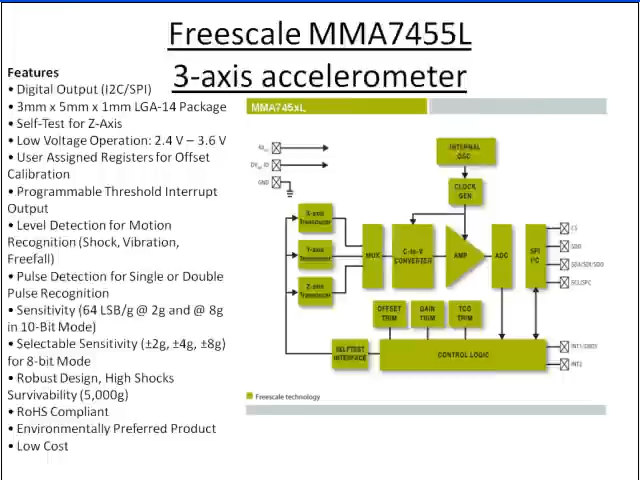 Freescale MMA7455L
3-axis accelerometer
Features
• Digital Output (I2C/SPI)
• 3mm x 5mm x 1mm LGA-14 Package
• Self-Test for Z-Axis
• Low Voltage Operation: 2.4 V – 3.6 V
• User Assigned Registers for Offset
Calibration
• Programmable Threshold Interrupt
Output
• Level Detection for Motion
Recognition (Shock, Vibration,
Freefall)
• Pulse Detection for Single or Double
Pulse Recognition
• Sensitivity (64 LSB/g @ 2g and @ 8g
in 10-Bit Mode)
• Selectable Sensitivity (±2g, ±4g, ±8g)
for 8-bit Mode
• Robust Design, High Shocks
Survivability (5,000g)
• RoHS Compliant
• Environmentally Preferred Product
• Low Cost
MMA745xL
GND
INTERNAL
OSC
CLOCK
GEN
X-axis
Transducer
Y-axis
Transducer
Z-axis
Transducer
MUX
C-to-V
CONVERTER
AMP
ADC
SPI
I²C
CS
SDO
SDA/SDI/SDO
SCL/SPC
OFFSET
TRIM
GAIN
TRIM
TCO
TRIM
SELFTEST
INTERFACE
CONTROL LOGIC
INT1/DRDY
INT2
Freescale technology